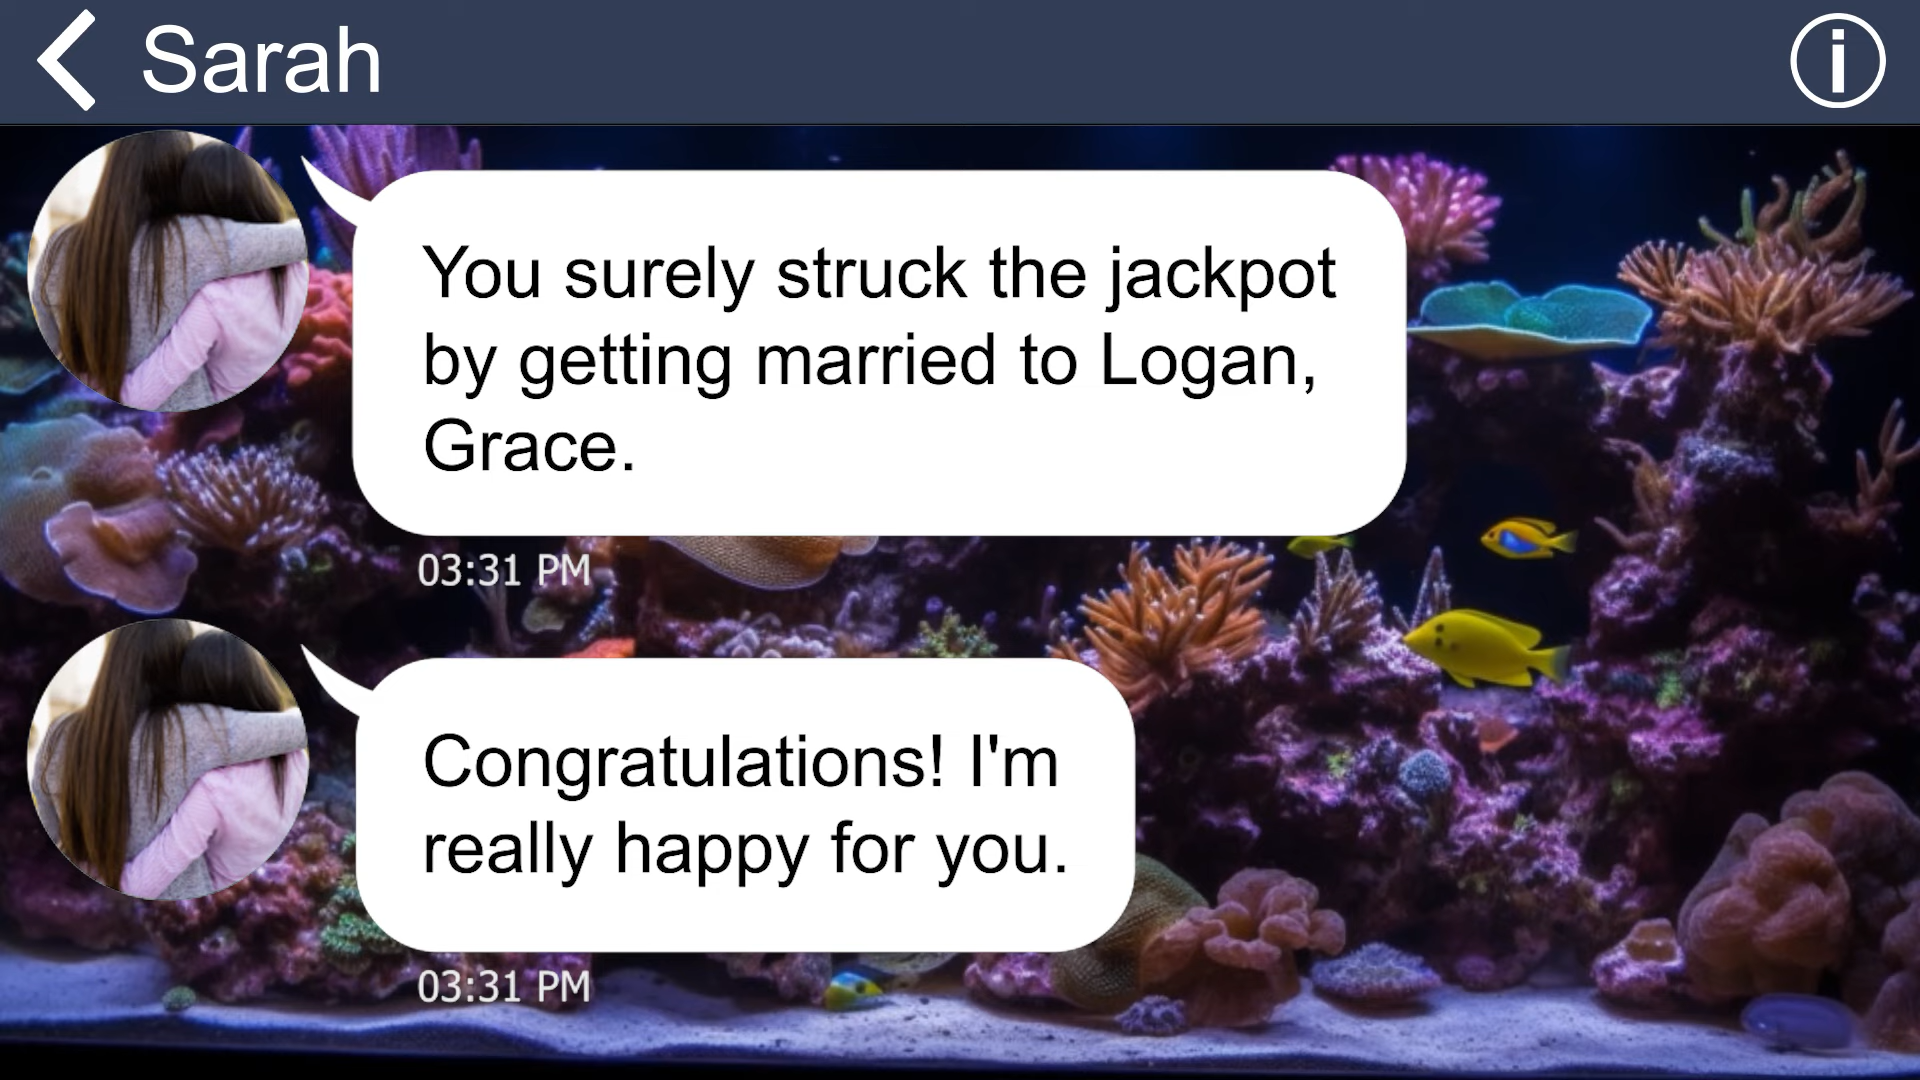 Sarah
You surely struck the jackpot
by getting married to Logan,
Grace.
03:31 PM
Congratulations! I'm
really happy for you.
03:31 PM